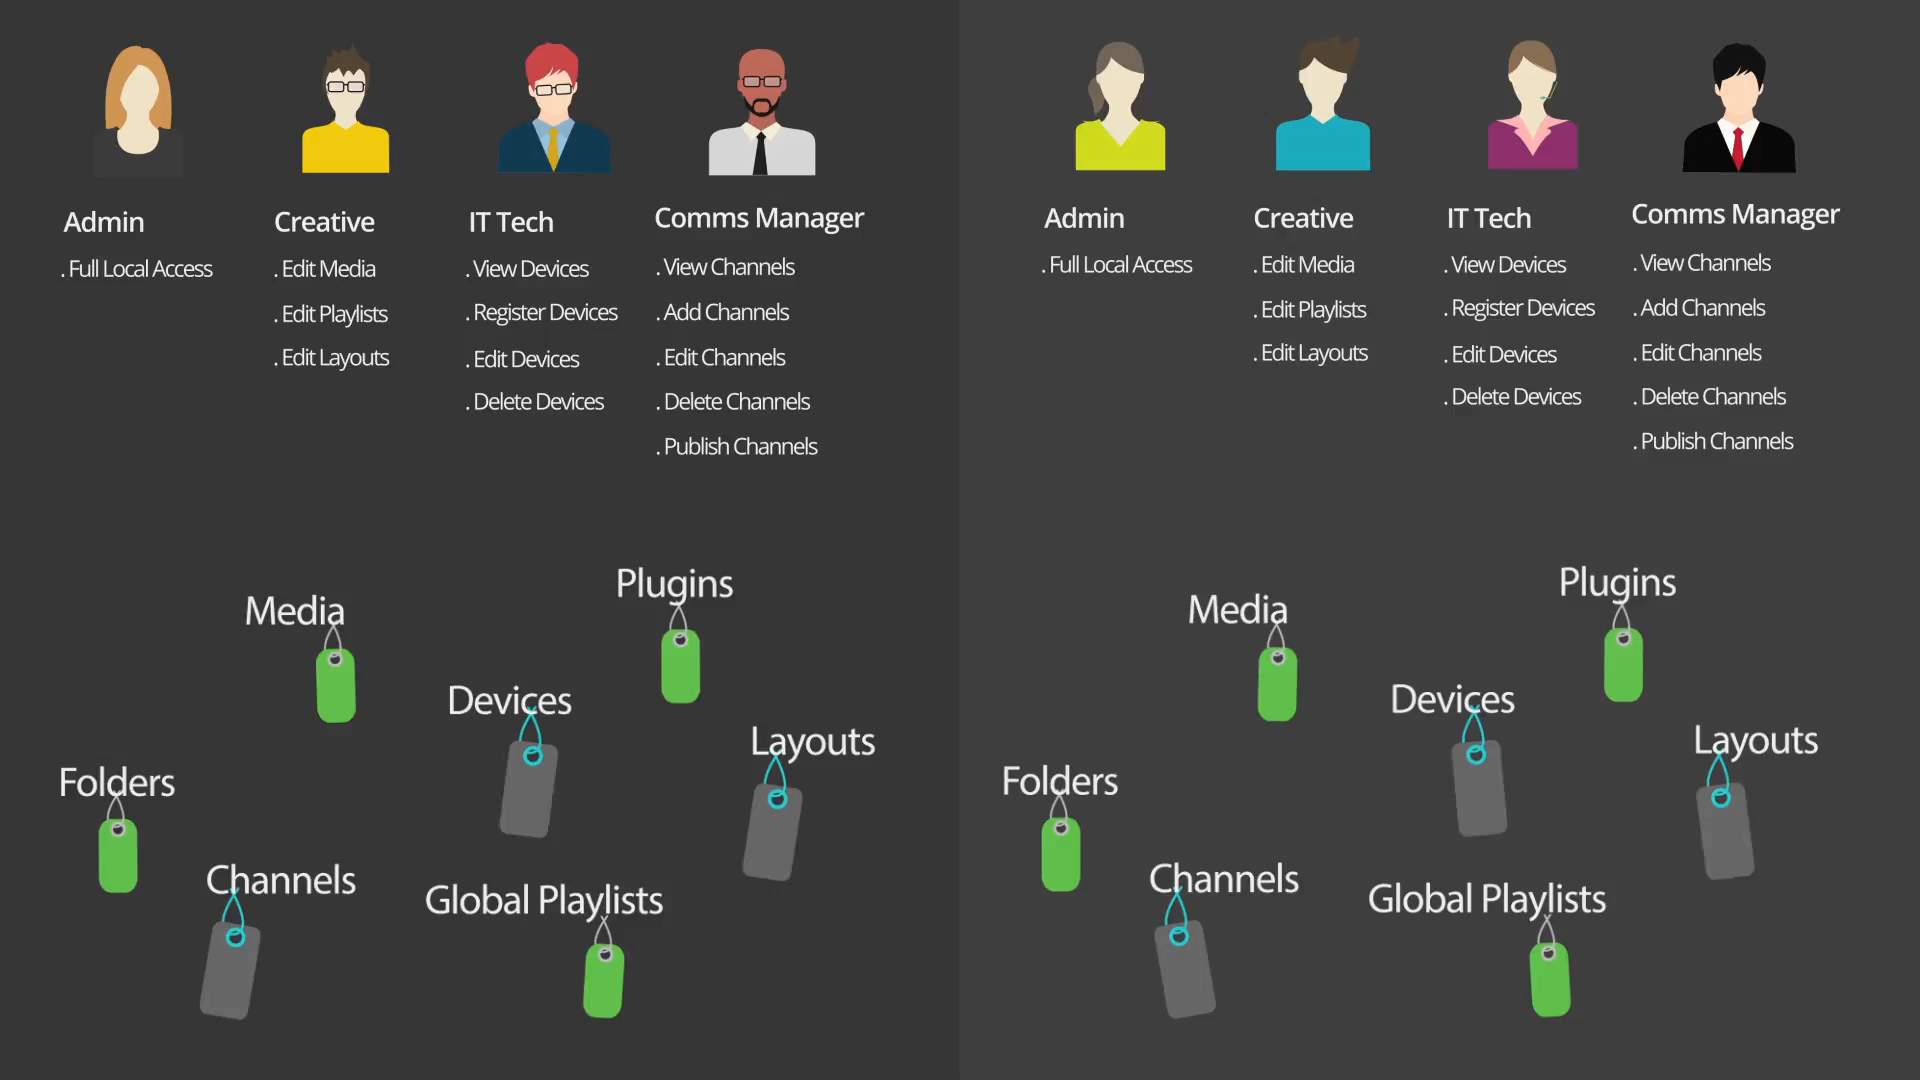 Admin
. Full Local Access
Creative
. Edit Media
. Edit Playlists
. Edit Layouts
IT Tech
. View Devices
. Register Devices
. Edit Devices
. Delete Devices
Comms Manager
. View Channels
. Add Channels
. Edit Channels
. Delete Channels
. Publish Channels
Media
Plugins
Devices
Layouts
Folders
Channels
Global Playlists
Admin
. Full Local Access
Creative
. Edit Media
. Edit Playlists
. Edit Layouts
IT Tech
. View Devices
. Register Devices
. Edit Devices
. Delete Devices
Comms Manager
. View Channels
. Add Channels
. Edit Channels
. Delete Channels
. Publish Channels
Media
Plugins
Devices
Layouts
Folders
Channels
Global Playlists